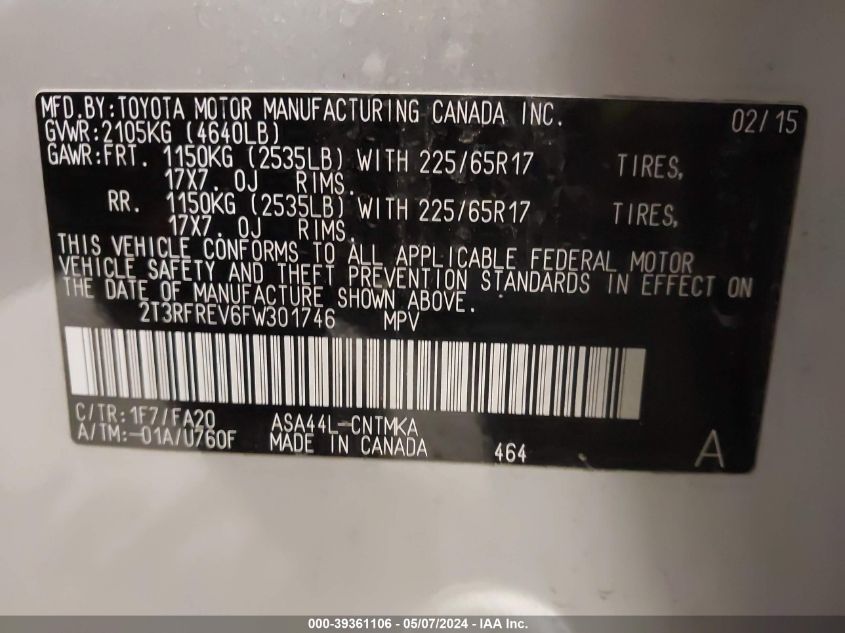 MFD.BY:TOYOTA MOTOR MANUFACTURING CANADA INC. 02/15
GVWR:2105KG (4640LB)
GAWR:FRT. 1150KG (2535LB) WITH 225/65R17 TIRES,
17X7.0J RIMS.
RR. 1150KG (2535LB) WITH 225/65R17 TIRES,
17X7.0J RIMS.
THIS VEHICLE CONFORMS TO ALL APPLICABLE FEDERAL MOTOR
VEHICLE SAFETY AND THEFT PREVENTION STANDARDS IN EFFECT ON
THE DATE OF MANUFACTURE SHOWN ABOVE.
2T3RFREV6FW301746 MPV
C/TR:1F7/FA20 ASA44L-CNTMKA
A/TM:-01A/U760F MADE IN CANADA 464 A
000-39361106 - 05/07/2024 - IAA Inc.